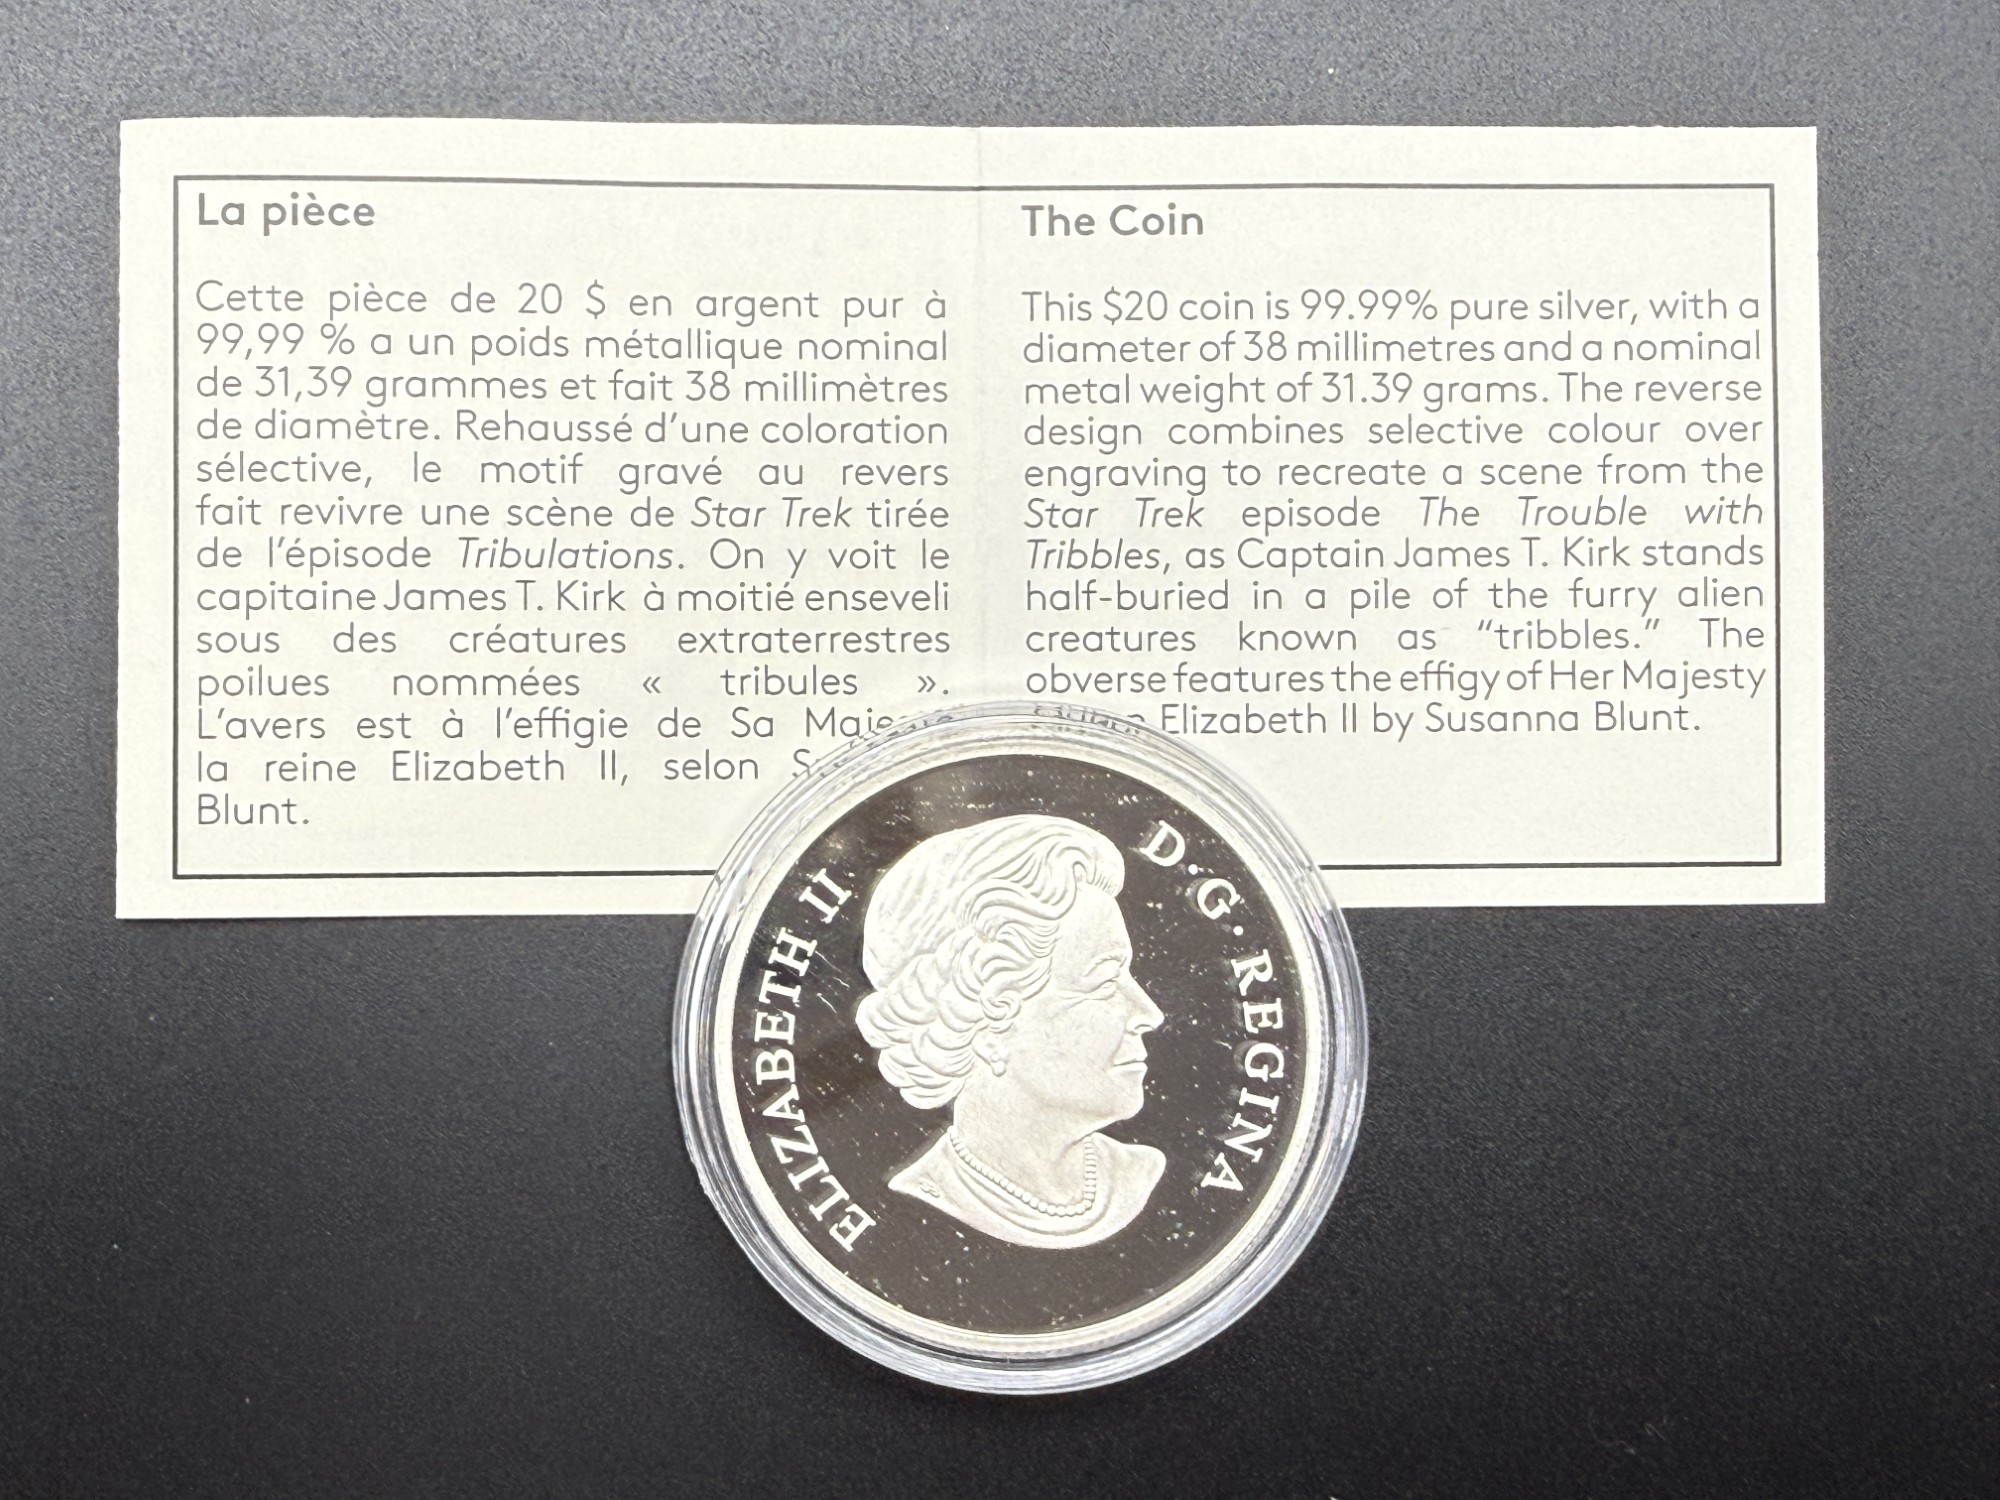 La pièce
Cette pièce de 20 $ en argent pur à
99,99 % a un poids métallique nominal
de 31,39 grammes et fait 38 millimètres
de diamètre. Rehaussé d'une coloration
sélective, le motif gravé au revers
fait revivre une scène de Star Trek tirée
de l'épisode Tribulations. On y voit le
capitaine James T. Kirk à moitié enseveli
sous des créatures extraterrestres
poilues nommées « tribules ».
L'avers est à l'effigie de Sa
la reine Elizabeth II, selon
Blunt.
The Coin
This $20 coin is 99.99% pure silver, with a
diameter of 38 millimetres and a nominal
metal weight of 31.39 grams. The reverse
design combines selective colour over
engraving to recreate a scene from the
Star Trek episode The Trouble with
Tribbles, as Captain James T. Kirk stands
half-buried in a pile of the furry alien
creatures known as "tribbles." The
obverse features the effigy of Her Majesty
Elizabeth II by Susanna Blunt.
ELIZABETH II
D·G·REGINA